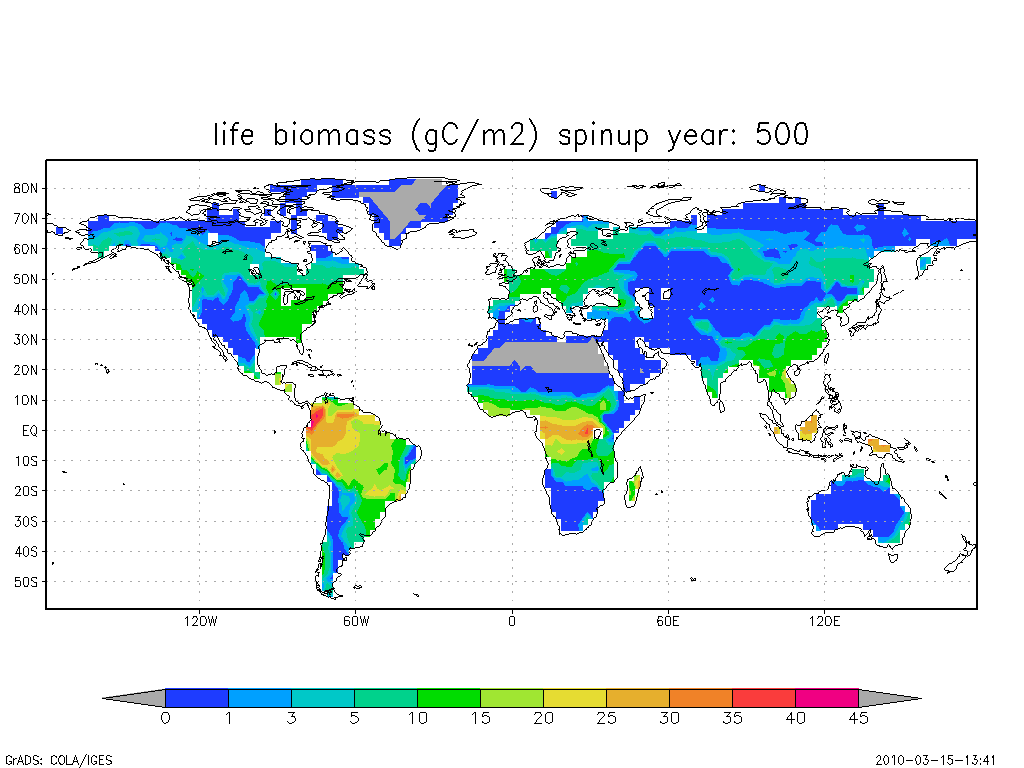 life biomass (gC/m2) spinup year: 500
80N
70N
60N
50N
40N
30N
20N
10N
EQ
10S
20S
30S
40S
50S
120W 60W 0 60E 120E
0 1 3 5 10 15 20 25 30 35 40 45
GrADS: COLA/IGES 2010-03-15-13:41